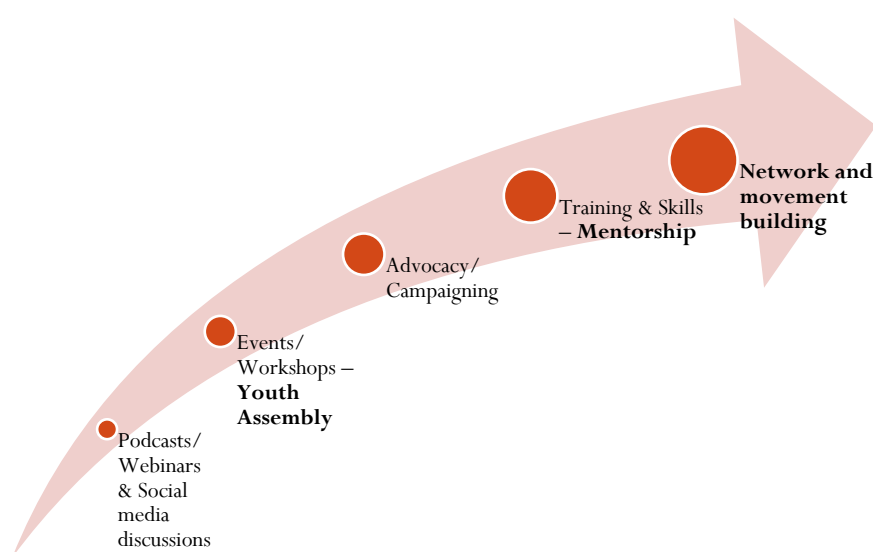 Podcasts/
Webinars
& Social
media
discussions
Events/
Workshops –
Youth
Assembly
Advocacy/
Campaigning
Training & Skills
– Mentorship
Network and
movement
building